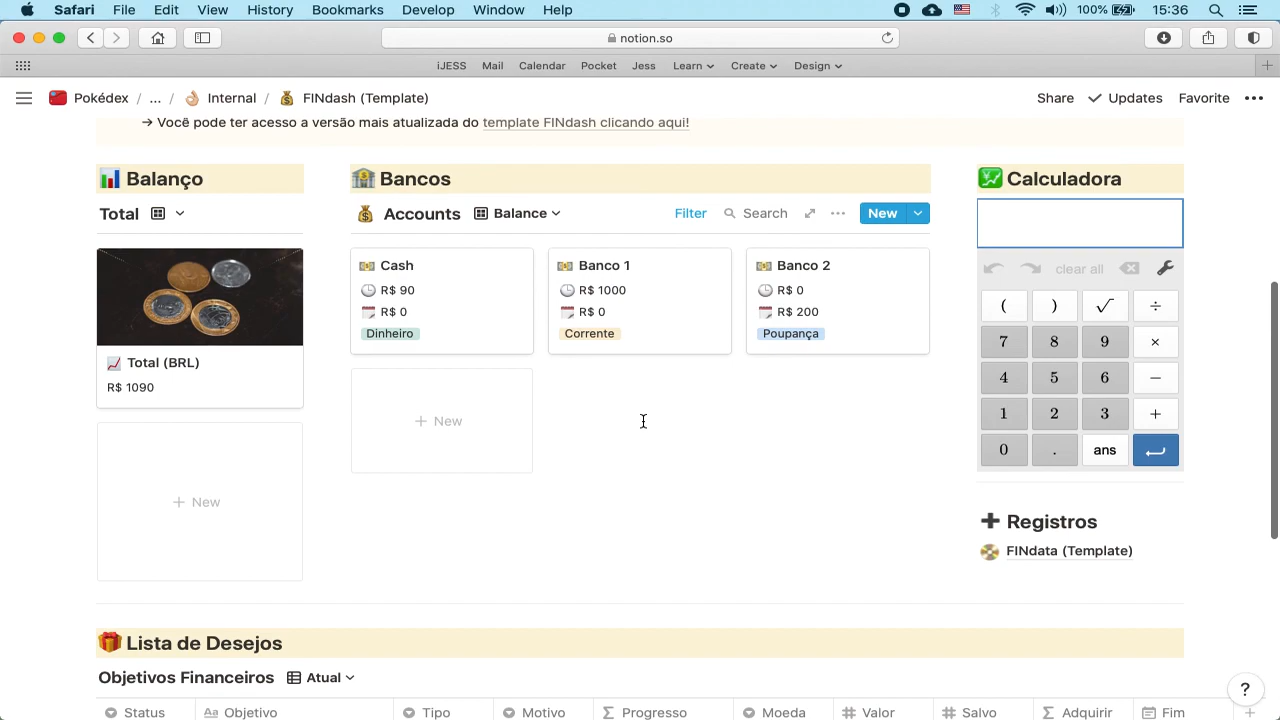 Safari File Edit View History Bookmarks Develop Window Help 100% 15:36
notion.so
iJESS Mail Calendar Pocket Jess Learn Create Design
Pokédex / ... / Internal / FINdash (Template) Share Updates Favorite •••
→ Você pode ter acesso a versão mais atualizada do template FINdash clicando aqui!
Balanço
Total
Total (BRL)
R$ 1090
+ New
Bancos
Accounts Balance Filter Search ••• New
Cash
R$ 90
R$ 0
Dinheiro
Banco 1
R$ 1000
R$ 0
Corrente
Banco 2
R$ 0
R$ 200
Poupança
+ New
Calculadora
clear all
( ) √ ÷
7 8 9 ×
4 5 6 −
1 2 3 +
0 . ans
Registros
FINdata (Template)
Lista de Desejos
Objetivos Financeiros Atual
Status Aa Objetivo Tipo Motivo Σ Progresso Moeda # Valor # Salvo Σ Adquirir Fim +
?